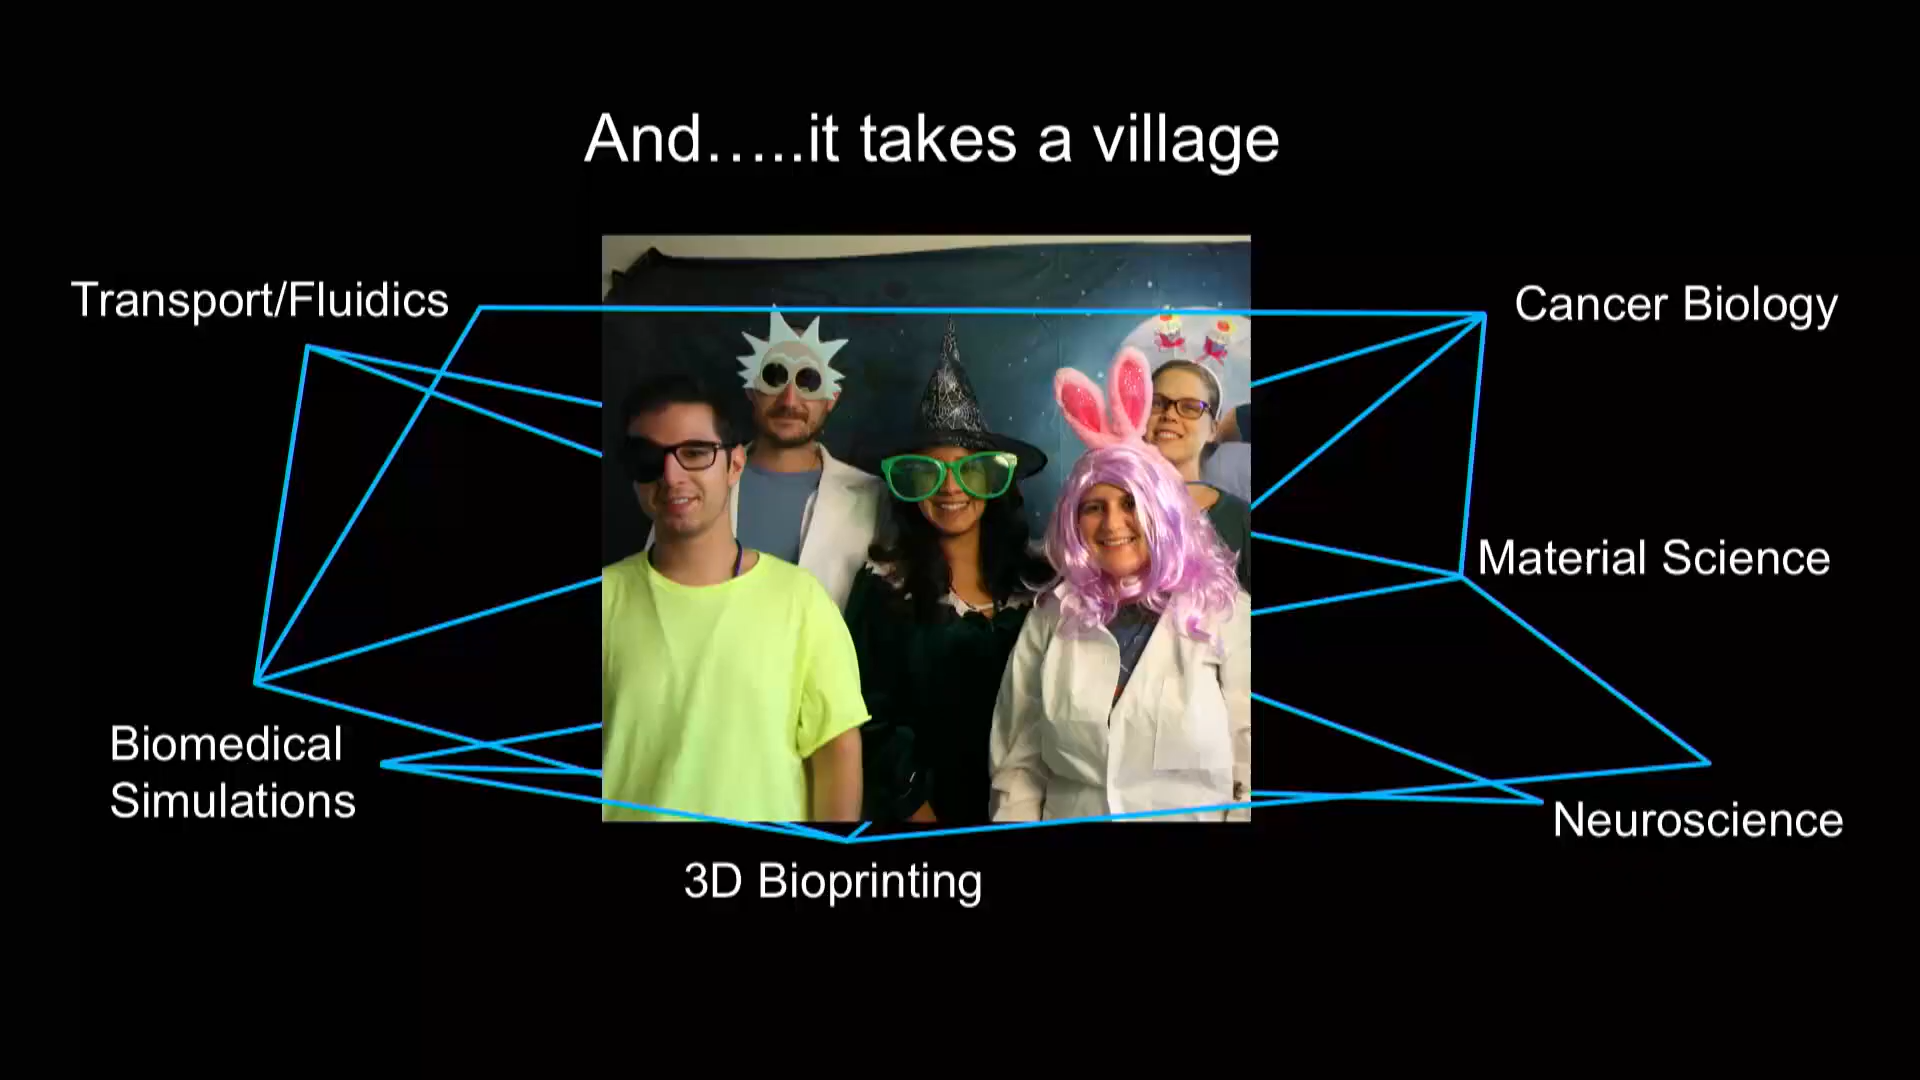 And.....it takes a village
Transport/Fluidics
Cancer Biology
Material Science
Biomedical
Simulations
Neuroscience
3D Bioprinting